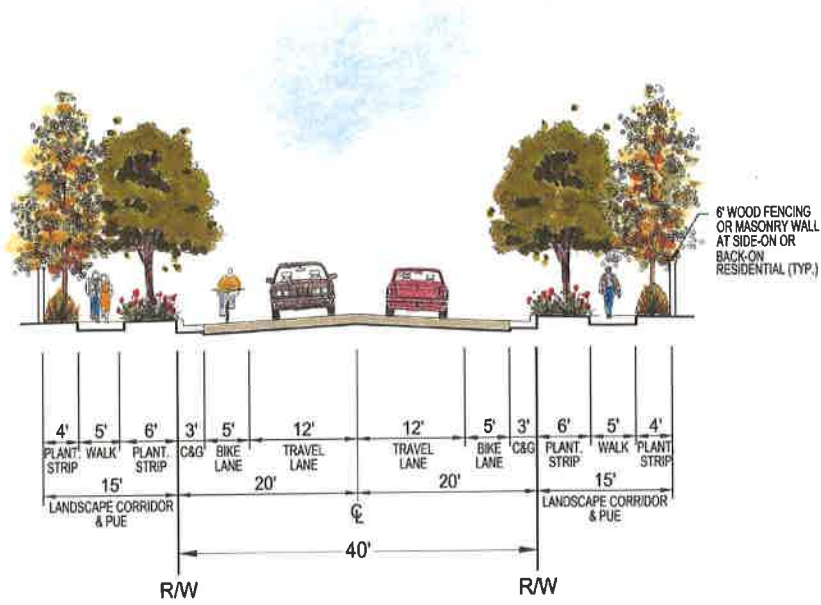 6' WOOD FENCING
OR MASONRY WALL
AT SIDE-ON OR
BACK-ON
RESIDENTIAL (TYP.)
4' 5' 6' 3' 5' 12' 12' 5' 3' 6' 5' 4'
PLANT. STRIP
WALK
PLANT. STRIP
C&G
BIKE LANE
TRAVEL LANE
TRAVEL LANE
BIKE LANE
C&G
PLANT. STRIP
WALK
PLANT. STRIP
15' 20' 20' 15'
LANDSCAPE CORRIDOR
& PUE
℄
LANDSCAPE CORRIDOR
& PUE
40'
R/W R/W